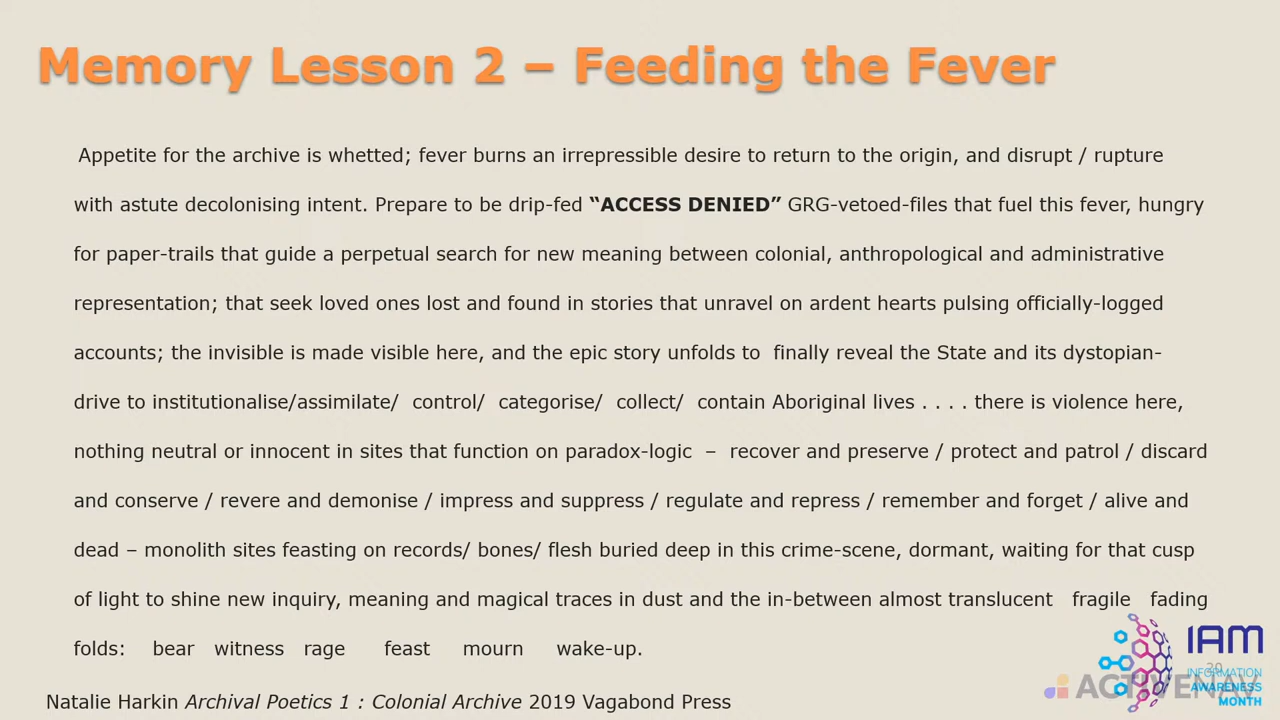 Memory Lesson 2 – Feeding the Fever
Appetite for the archive is whetted; fever burns an irrepressible desire to return to the origin, and disrupt / rupture
with astute decolonising intent. Prepare to be drip-fed “ACCESS DENIED” GRG-vetoed-files that fuel this fever, hungry
for paper-trails that guide a perpetual search for new meaning between colonial, anthropological and administrative
representation; that seek loved ones lost and found in stories that unravel on ardent hearts pulsing officially-logged
accounts; the invisible is made visible here, and the epic story unfolds to finally reveal the State and its dystopian-
drive to institutionalise/assimilate/ control/ categorise/ collect/ contain Aboriginal lives . . . . there is violence here,
nothing neutral or innocent in sites that function on paradox-logic – recover and preserve / protect and patrol / discard
and conserve / revere and demonise / impress and suppress / regulate and repress / remember and forget / alive and
dead – monolith sites feasting on records/ bones/ flesh buried deep in this crime-scene, dormant, waiting for that cusp
of light to shine new inquiry, meaning and magical traces in dust and the in-between almost translucent fragile fading
folds: bear witness rage feast mourn wake-up.
Natalie Harkin Archival Poetics 1 : Colonial Archive 2019 Vagabond Press
IAM
20
INFORMATION
AWARENESS
MONTH
ACTIVENAV